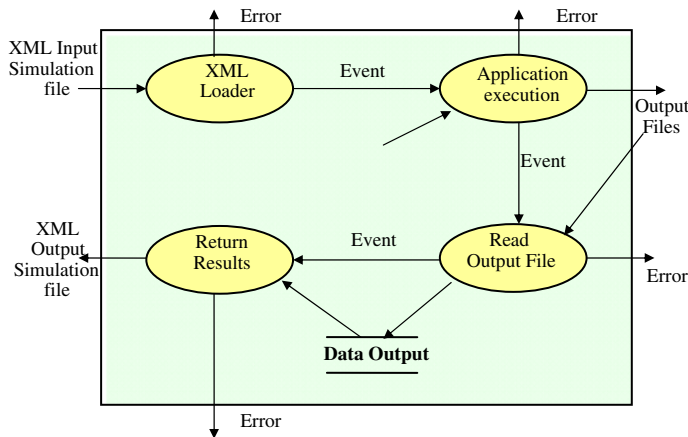 Error
Error
XML Input
Simulation
file
XML
Loader
Event
Application
execution
Output
Files
Event
XML
Output
Simulation
file
Return
Results
Event
Read
Output File
Error
Data Output
Error